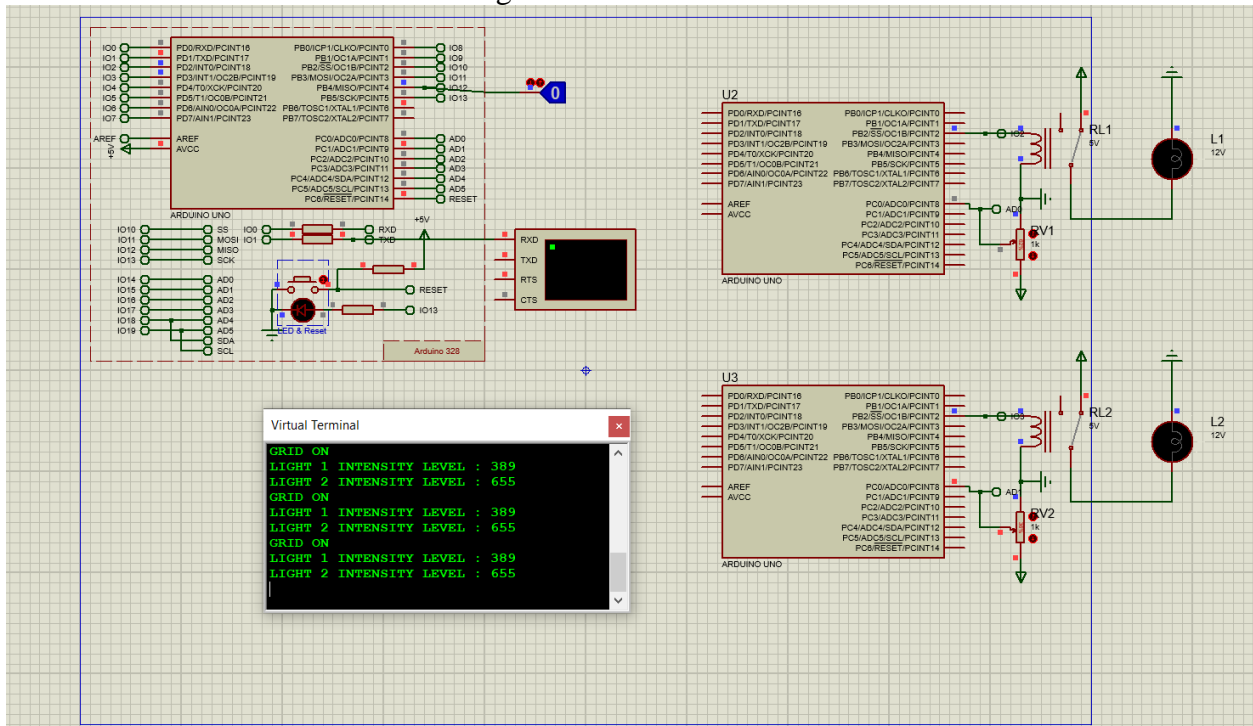 IO0
IO1
IO2
IO3
IO4
IO5
IO6
IO7
AREF
+5V
PD0/RXD/PCINT16
PD1/TXD/PCINT17
PD2/INT0/PCINT18
PD3/INT1/OC2B/PCINT19
PD4/T0/XCK/PCINT20
PD5/T1/OC0B/PCINT21
PD6/AIN0/OC0A/PCINT22
PD7/AIN1/PCINT23
AREF
AVCC
PB0/ICP1/CLKO/PCINT0
PB1/OC1A/PCINT1
PB2/SS/OC1B/PCINT2
PB3/MOSI/OC2A/PCINT3
PB4/MISO/PCINT4
PB5/SCK/PCINT5
PB6/TOSC1/XTAL1/PCINT6
PB7/TOSC2/XTAL2/PCINT7
PC0/ADC0/PCINT8
PC1/ADC1/PCINT9
PC2/ADC2/PCINT10
PC3/ADC3/PCINT11
PC4/ADC4/SDA/PCINT12
PC5/ADC5/SCL/PCINT13
PC6/RESET/PCINT14
IO8
IO9
IO10
IO11
IO12
IO13
0
AD0
AD1
AD2
AD3
AD4
AD5
RESET
ARDUINO UNO
IO10 SS
IO11 MOSI
IO12 MISO
IO13 SCK
IO0 RXD
IO1 TXD
+5V
IO14 AD0
IO15 AD1
IO16 AD2
IO17 AD3
IO18 AD4
IO19 AD5
SDA
SCL
RESET
IO13
LED & Reset
Arduino 328
RXD
TXD
RTS
CTS
U2
PD0/RXD/PCINT16
PD1/TXD/PCINT17
PD2/INT0/PCINT18
PD3/INT1/OC2B/PCINT19
PD4/T0/XCK/PCINT20
PD5/T1/OC0B/PCINT21
PD6/AIN0/OC0A/PCINT22
PD7/AIN1/PCINT23
AREF
AVCC
PB0/ICP1/CLKO/PCINT0
PB1/OC1A/PCINT1
PB2/SS/OC1B/PCINT2
PB3/MOSI/OC2A/PCINT3
PB4/MISO/PCINT4
PB5/SCK/PCINT5
PB6/TOSC1/XTAL1/PCINT6
PB7/TOSC2/XTAL2/PCINT7
PC0/ADC0/PCINT8
PC1/ADC1/PCINT9
PC2/ADC2/PCINT10
PC3/ADC3/PCINT11
PC4/ADC4/SDA/PCINT12
PC5/ADC5/SCL/PCINT13
PC6/RESET/PCINT14
ARDUINO UNO
IO2
AD0
RL1
5V
RV1
1k
L1
12V
U3
PD0/RXD/PCINT16
PD1/TXD/PCINT17
PD2/INT0/PCINT18
PD3/INT1/OC2B/PCINT19
PD4/T0/XCK/PCINT20
PD5/T1/OC0B/PCINT21
PD6/AIN0/OC0A/PCINT22
PD7/AIN1/PCINT23
AREF
AVCC
PB0/ICP1/CLKO/PCINT0
PB1/OC1A/PCINT1
PB2/SS/OC1B/PCINT2
PB3/MOSI/OC2A/PCINT3
PB4/MISO/PCINT4
PB5/SCK/PCINT5
PB6/TOSC1/XTAL1/PCINT6
PB7/TOSC2/XTAL2/PCINT7
PC0/ADC0/PCINT8
PC1/ADC1/PCINT9
PC2/ADC2/PCINT10
PC3/ADC3/PCINT11
PC4/ADC4/SDA/PCINT12
PC5/ADC5/SCL/PCINT13
PC6/RESET/PCINT14
ARDUINO UNO
IO3
AD1
RL2
5V
RV2
1k
L2
12V
Virtual Terminal
GRID ON
LIGHT 1 INTENSITY LEVEL : 389
LIGHT 2 INTENSITY LEVEL : 655
GRID ON
LIGHT 1 INTENSITY LEVEL : 389
LIGHT 2 INTENSITY LEVEL : 655
GRID ON
LIGHT 1 INTENSITY LEVEL : 389
LIGHT 2 INTENSITY LEVEL : 655